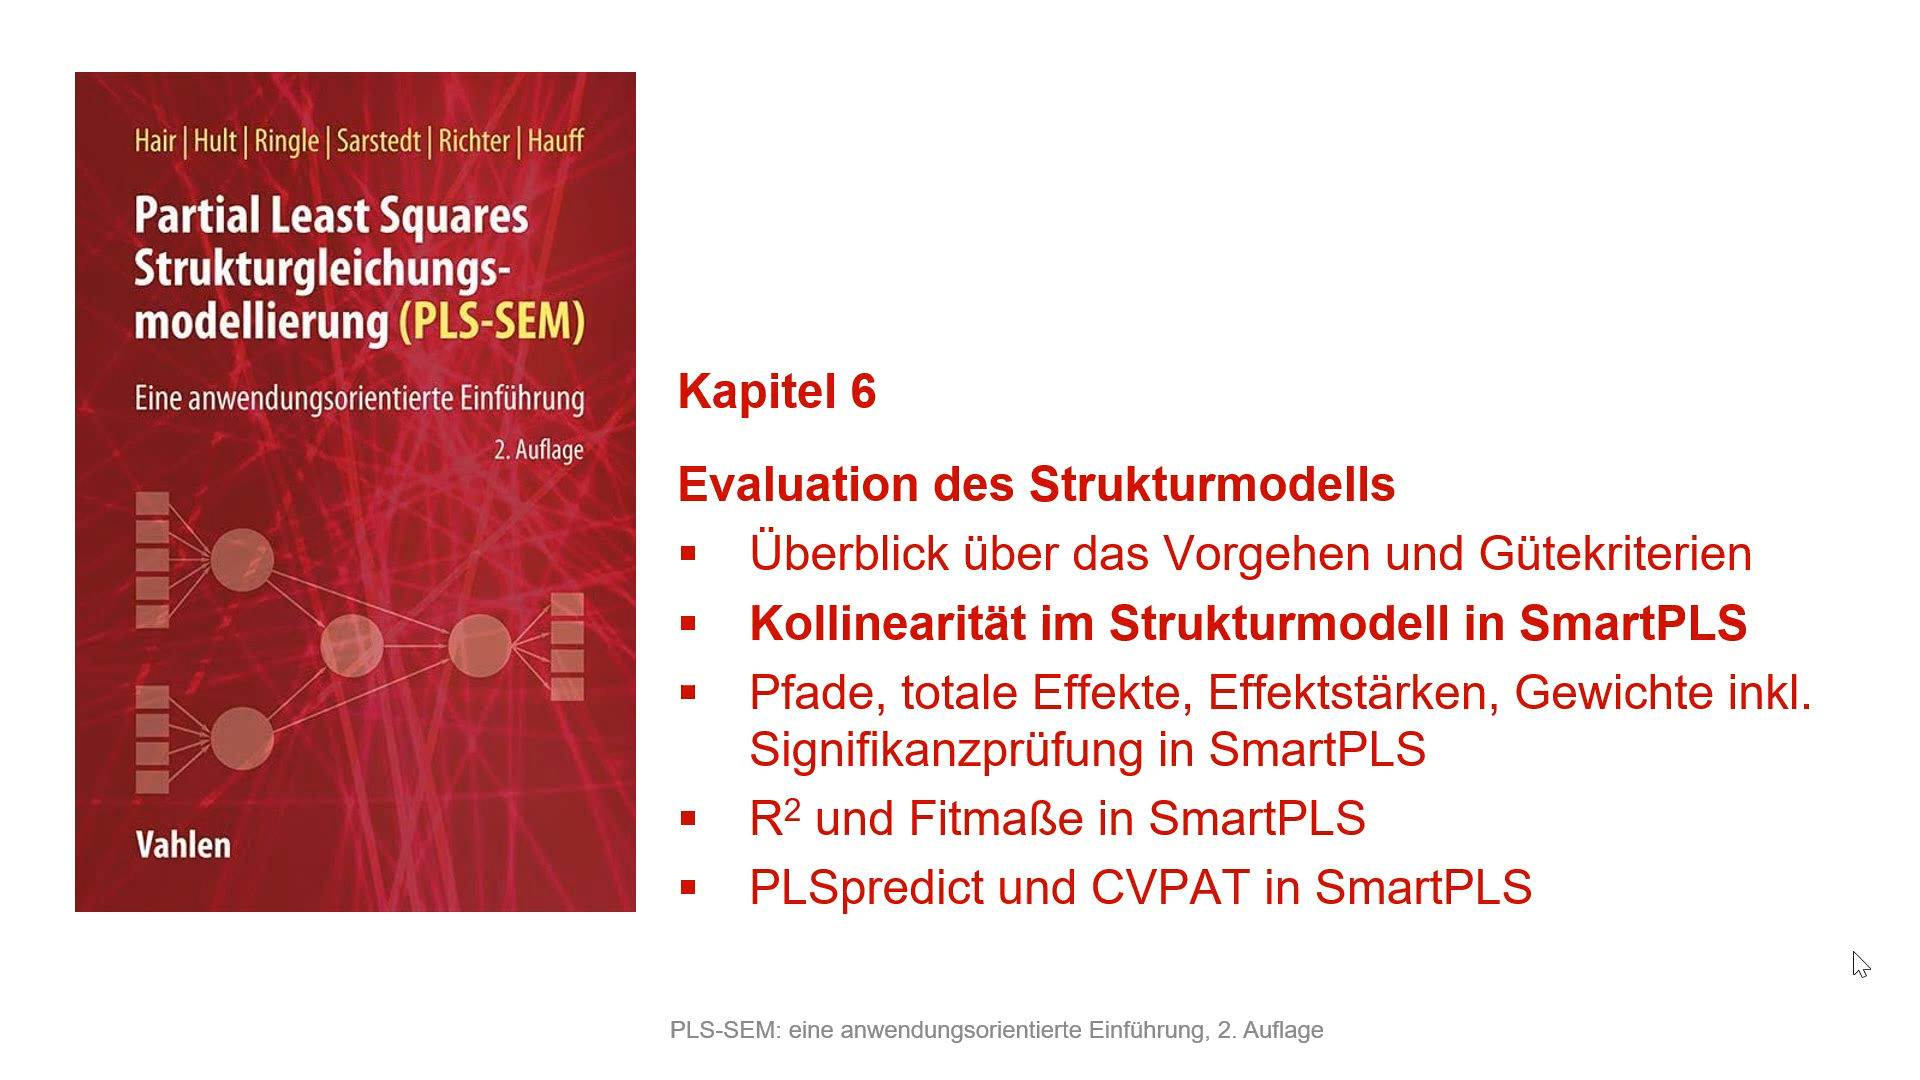 Hair | Hult | Ringle | Sarstedt | Richter | Hauff
Partial Least Squares
Strukturgleichungs-
modellierung (PLS-SEM)
Eine anwendungsorientierte Einführung
2. Auflage
Vahlen
Kapitel 6
Evaluation des Strukturmodells
▪ Überblick über das Vorgehen und Gütekriterien
▪ Kollinearität im Strukturmodell in SmartPLS
▪ Pfade, totale Effekte, Effektstärken, Gewichte inkl.
Signifikanzprüfung in SmartPLS
▪ R² und Fitmaße in SmartPLS
▪ PLSpredict und CVPAT in SmartPLS
PLS-SEM: eine anwendungsorientierte Einführung, 2. Auflage